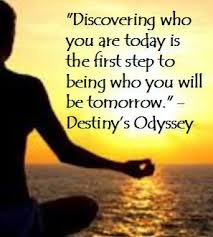 "Discovering who
you are today is
the first step to
being who you will
be tomorrow." –
Destiny's Odyssey